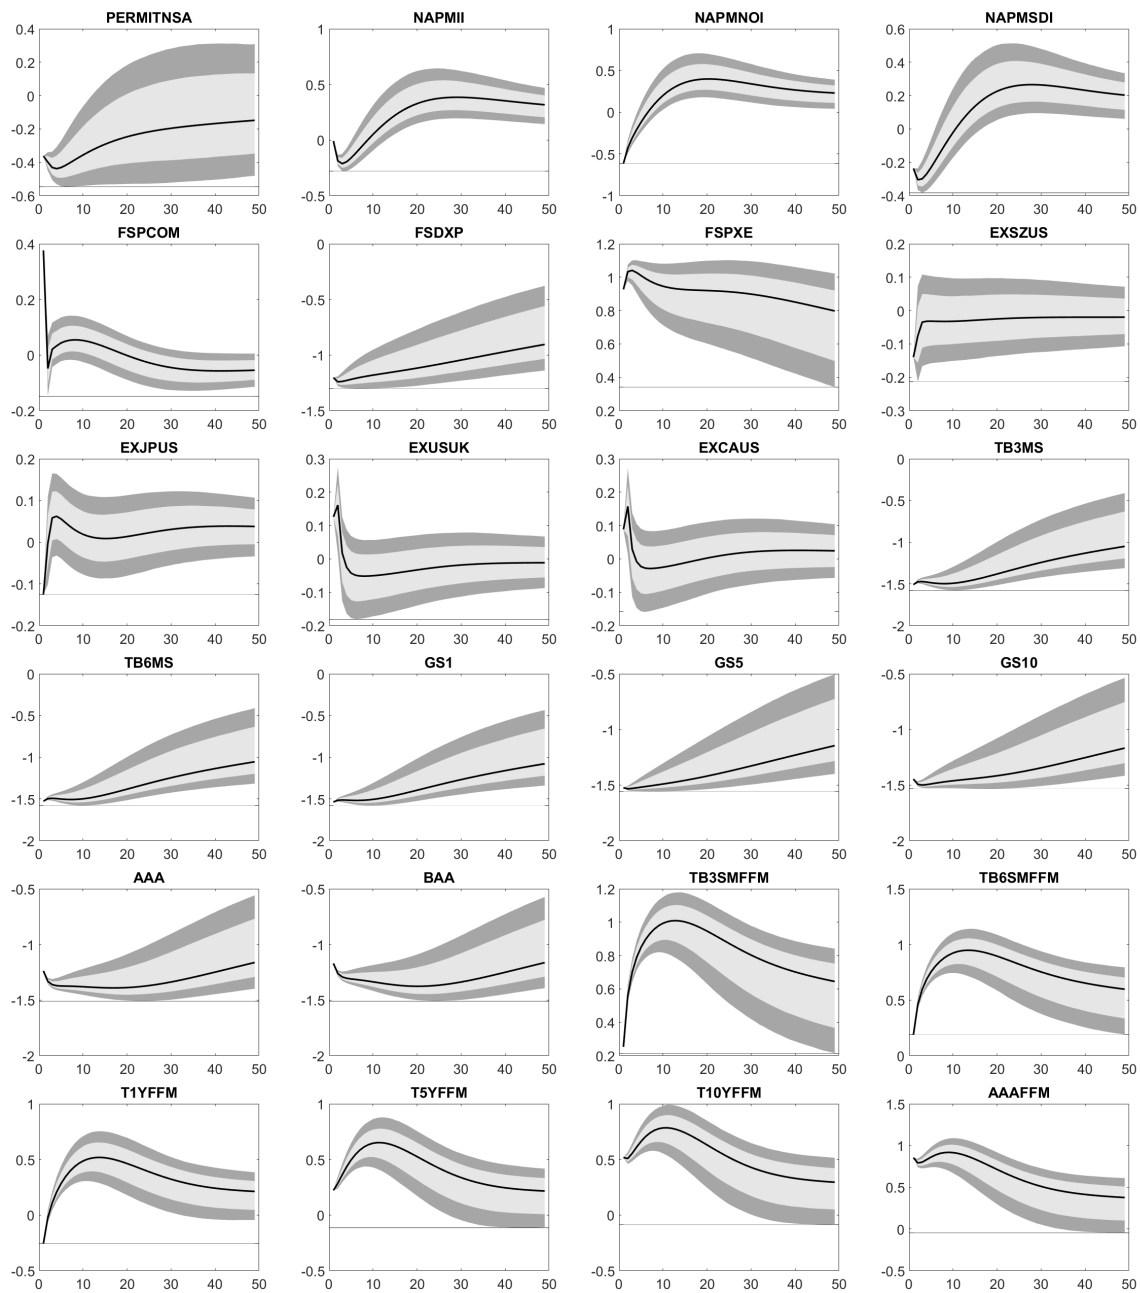 PERMITNSA NAPMII NAPMNOI NAPMSDI
0.4 1 1 0.6
0.2 0.5 0.5 0.4
0 0.2
-0.2 0 0 0
-0.4 -0.5 -0.2
-0.6 -0.5 -1 -0.4
0 10 20 30 40 50 0 10 20 30 40 50 0 10 20 30 40 50 0 10 20 30 40 50
FSPCOM FSDXP FSPXE EXSZUS
0.4 0 1.2 0.2
0.2 -0.5 1 0.1
0.8 0
0 -1 0.6 -0.1
0.4 -0.2
-0.2 -1.5 0.2 -0.3
0 10 20 30 40 50 0 10 20 30 40 50 0 10 20 30 40 50 0 10 20 30 40 50
EXJPUS EXUSUK EXCAUS TB3MS
0.2 0.3 0.3 0
0.1 0.2 0.2 -0.5
0.1 0.1
0 0 0 -1
-0.1 -0.1 -0.1 -1.5
-0.2 -0.2 -0.2 -2
0 10 20 30 40 50 0 10 20 30 40 50 0 10 20 30 40 50 0 10 20 30 40 50
TB6MS GS1 GS5 GS10
0 0 -0.5 -0.5
-0.5 -0.5 -1 -1
-1 -1
-1.5 -1.5 -1.5 -1.5
-2 -2 -2 -2
0 10 20 30 40 50 0 10 20 30 40 50 0 10 20 30 40 50 0 10 20 30 40 50
AAA BAA TB3SMFFM TB6SMFFM
-0.5 -0.5 1.2 1.5
-1 -1 1 1
0.8
-1.5 -1.5 0.6 0.5
0.4
-2 -2 0.2 0
0 10 20 30 40 50 0 10 20 30 40 50 0 10 20 30 40 50 0 10 20 30 40 50
T1YFFM T5YFFM T10YFFM AAAFFM
1 1 1 1.5
0.5 0.5 0.5 1
0.5
0 0 0 0
-0.5 -0.5 -0.5 -0.5
0 10 20 30 40 50 0 10 20 30 40 50 0 10 20 30 40 50 0 10 20 30 40 50